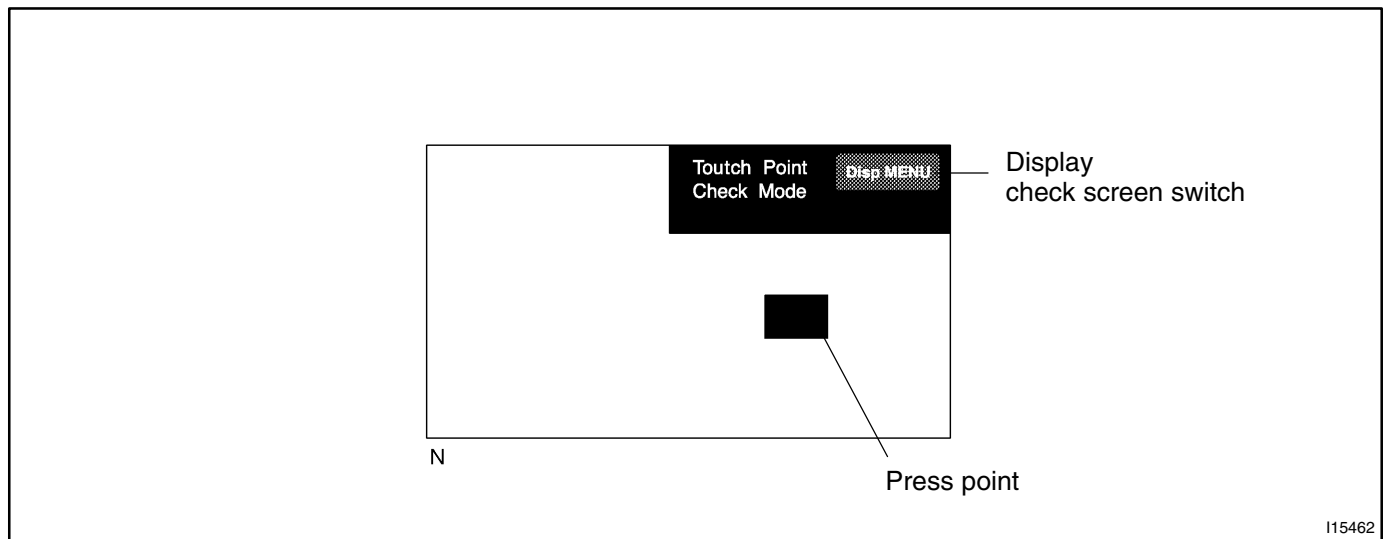 Toutch Point
Check Mode
Disp MENU
Display
check screen switch
N
Press point
I15462